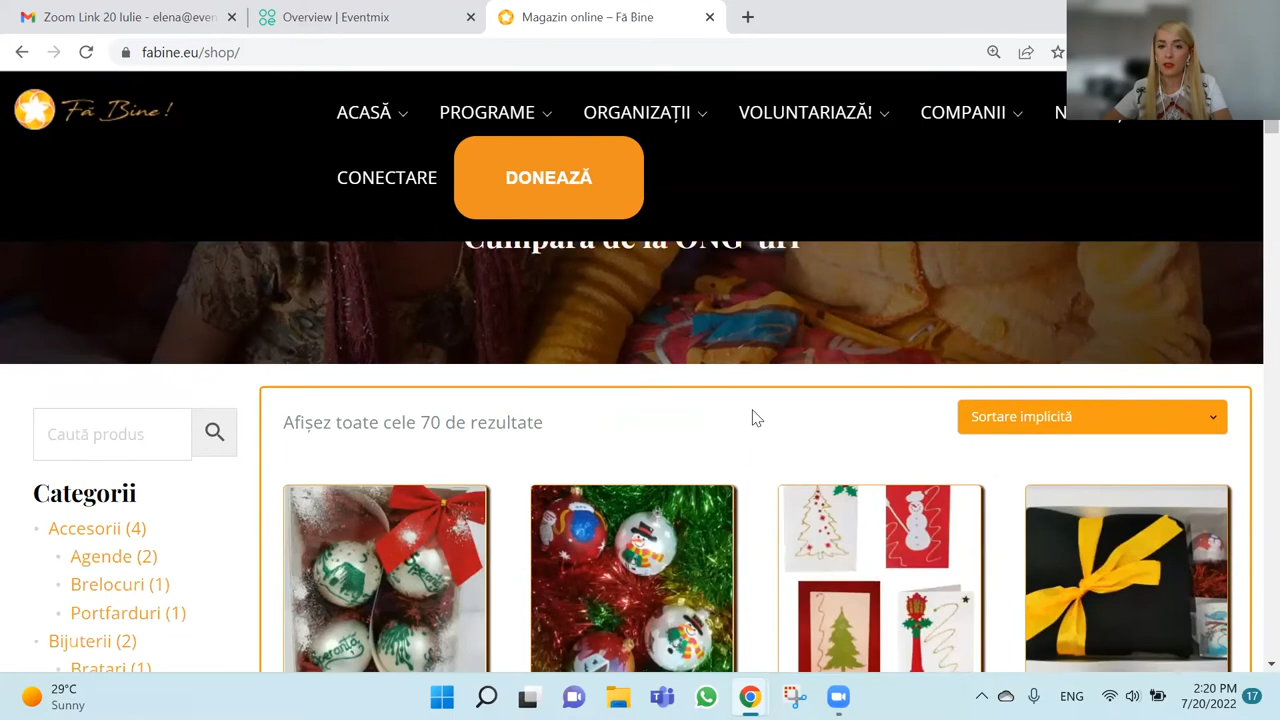 Zoom Link 20 Iulie - elena@even
Overview | Eventmix
Magazin online – Fă Bine
fabine.eu/shop/
Fă Bine!
ACASĂ
PROGRAME
ORGANIZAȚII
VOLUNTARIAZĂ!
COMPANII
CONECTARE
DONEAZĂ
Cumpără de la ONG-uri
Afișez toate cele 70 de rezultate
Sortare implicită
Caută produs
Categorii
Accesorii (4)
Agende (2)
Brelocuri (1)
Portfarduri (1)
Bijuterii (2)
Bratari (1)
29°C
Sunny
ENG
2:20 PM
7/20/2022
17